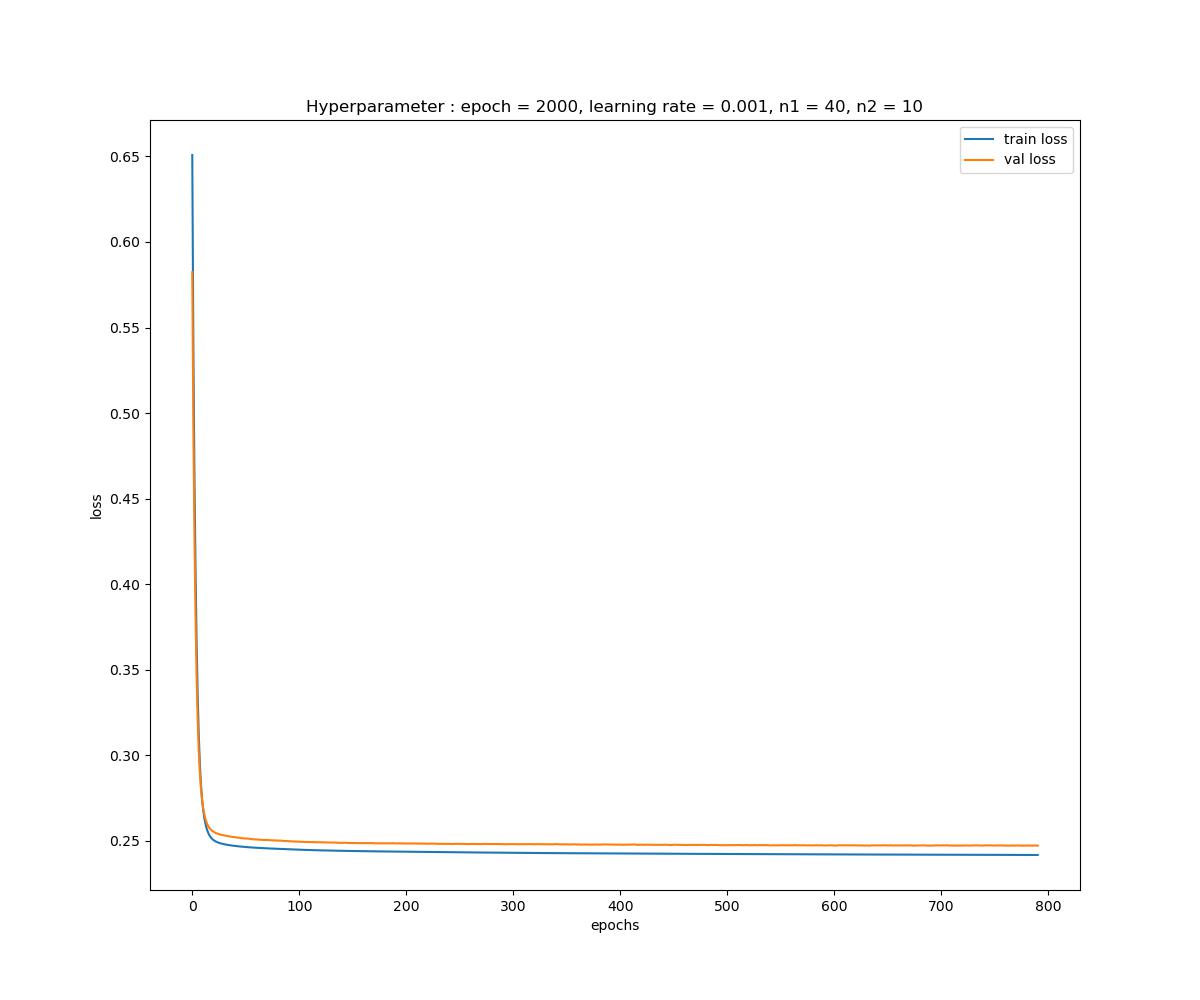 Hyperparameter : epoch = 2000, learning rate = 0.001, n1 = 40, n2 = 10
train loss
val loss
0.65
0.60
0.55
0.50
0.45
0.40
0.35
0.30
0.25
loss
0 100 200 300 400 500 600 700 800
epochs